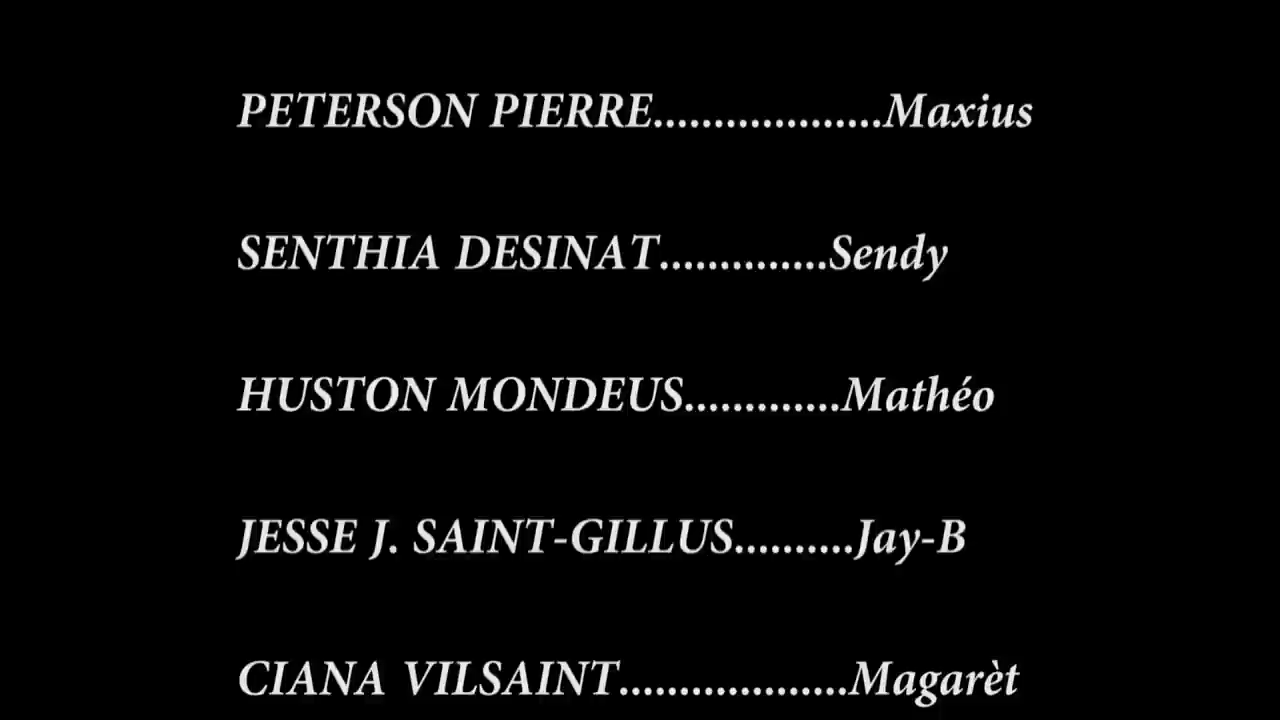 PETERSON PIERRE...................Maxius
SENTHIA DESINAT..............Sendy
HUSTON MONDEUS.............Mathéo
JESSE J. SAINT-GILLUS..........Jay-B
CIANA VILSAINT...................Magarèt